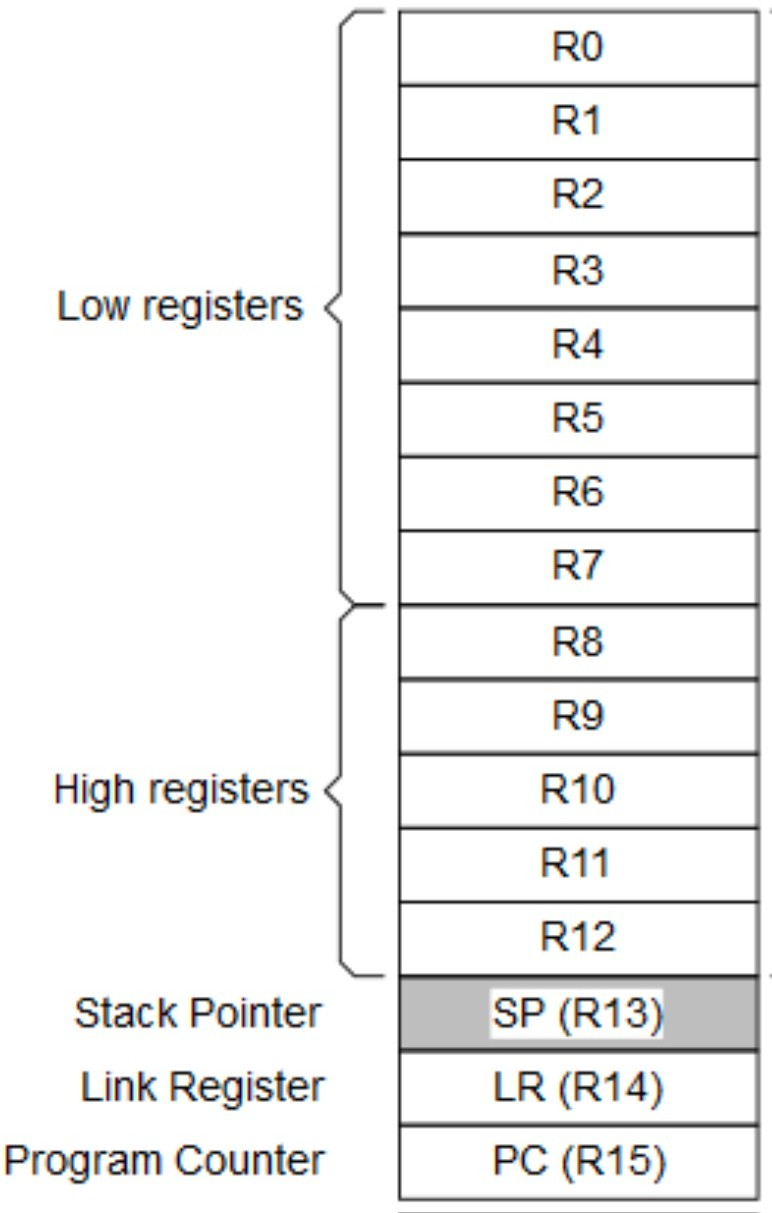 R0
R1
R2
R3
Low registers
R4
R5
R6
R7
R8
R9
High registers R10
R11
R12
Stack Pointer SP (R13)
Link Register LR (R14)
Program Counter PC (R15)